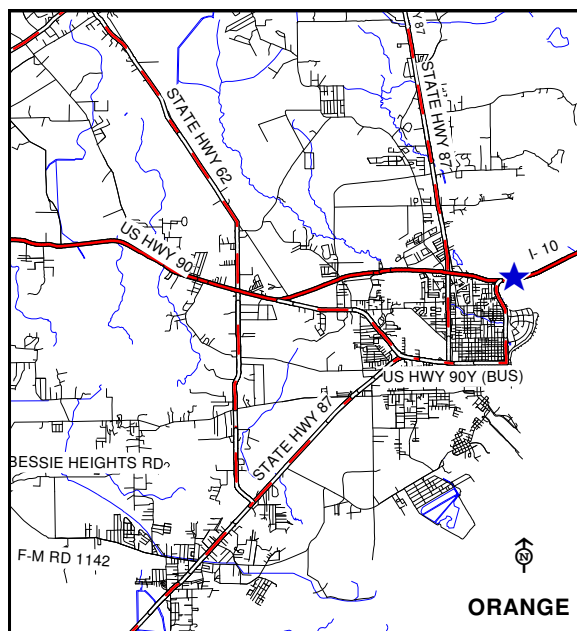 Y 87
STATE HWY 87
STATE HWY 62
US HWY 90
I- 10
US HWY 90Y (BUS)
STATE HWY 87
BESSIE HEIGHTS RD
F-M RD 1142
N
ORANGE